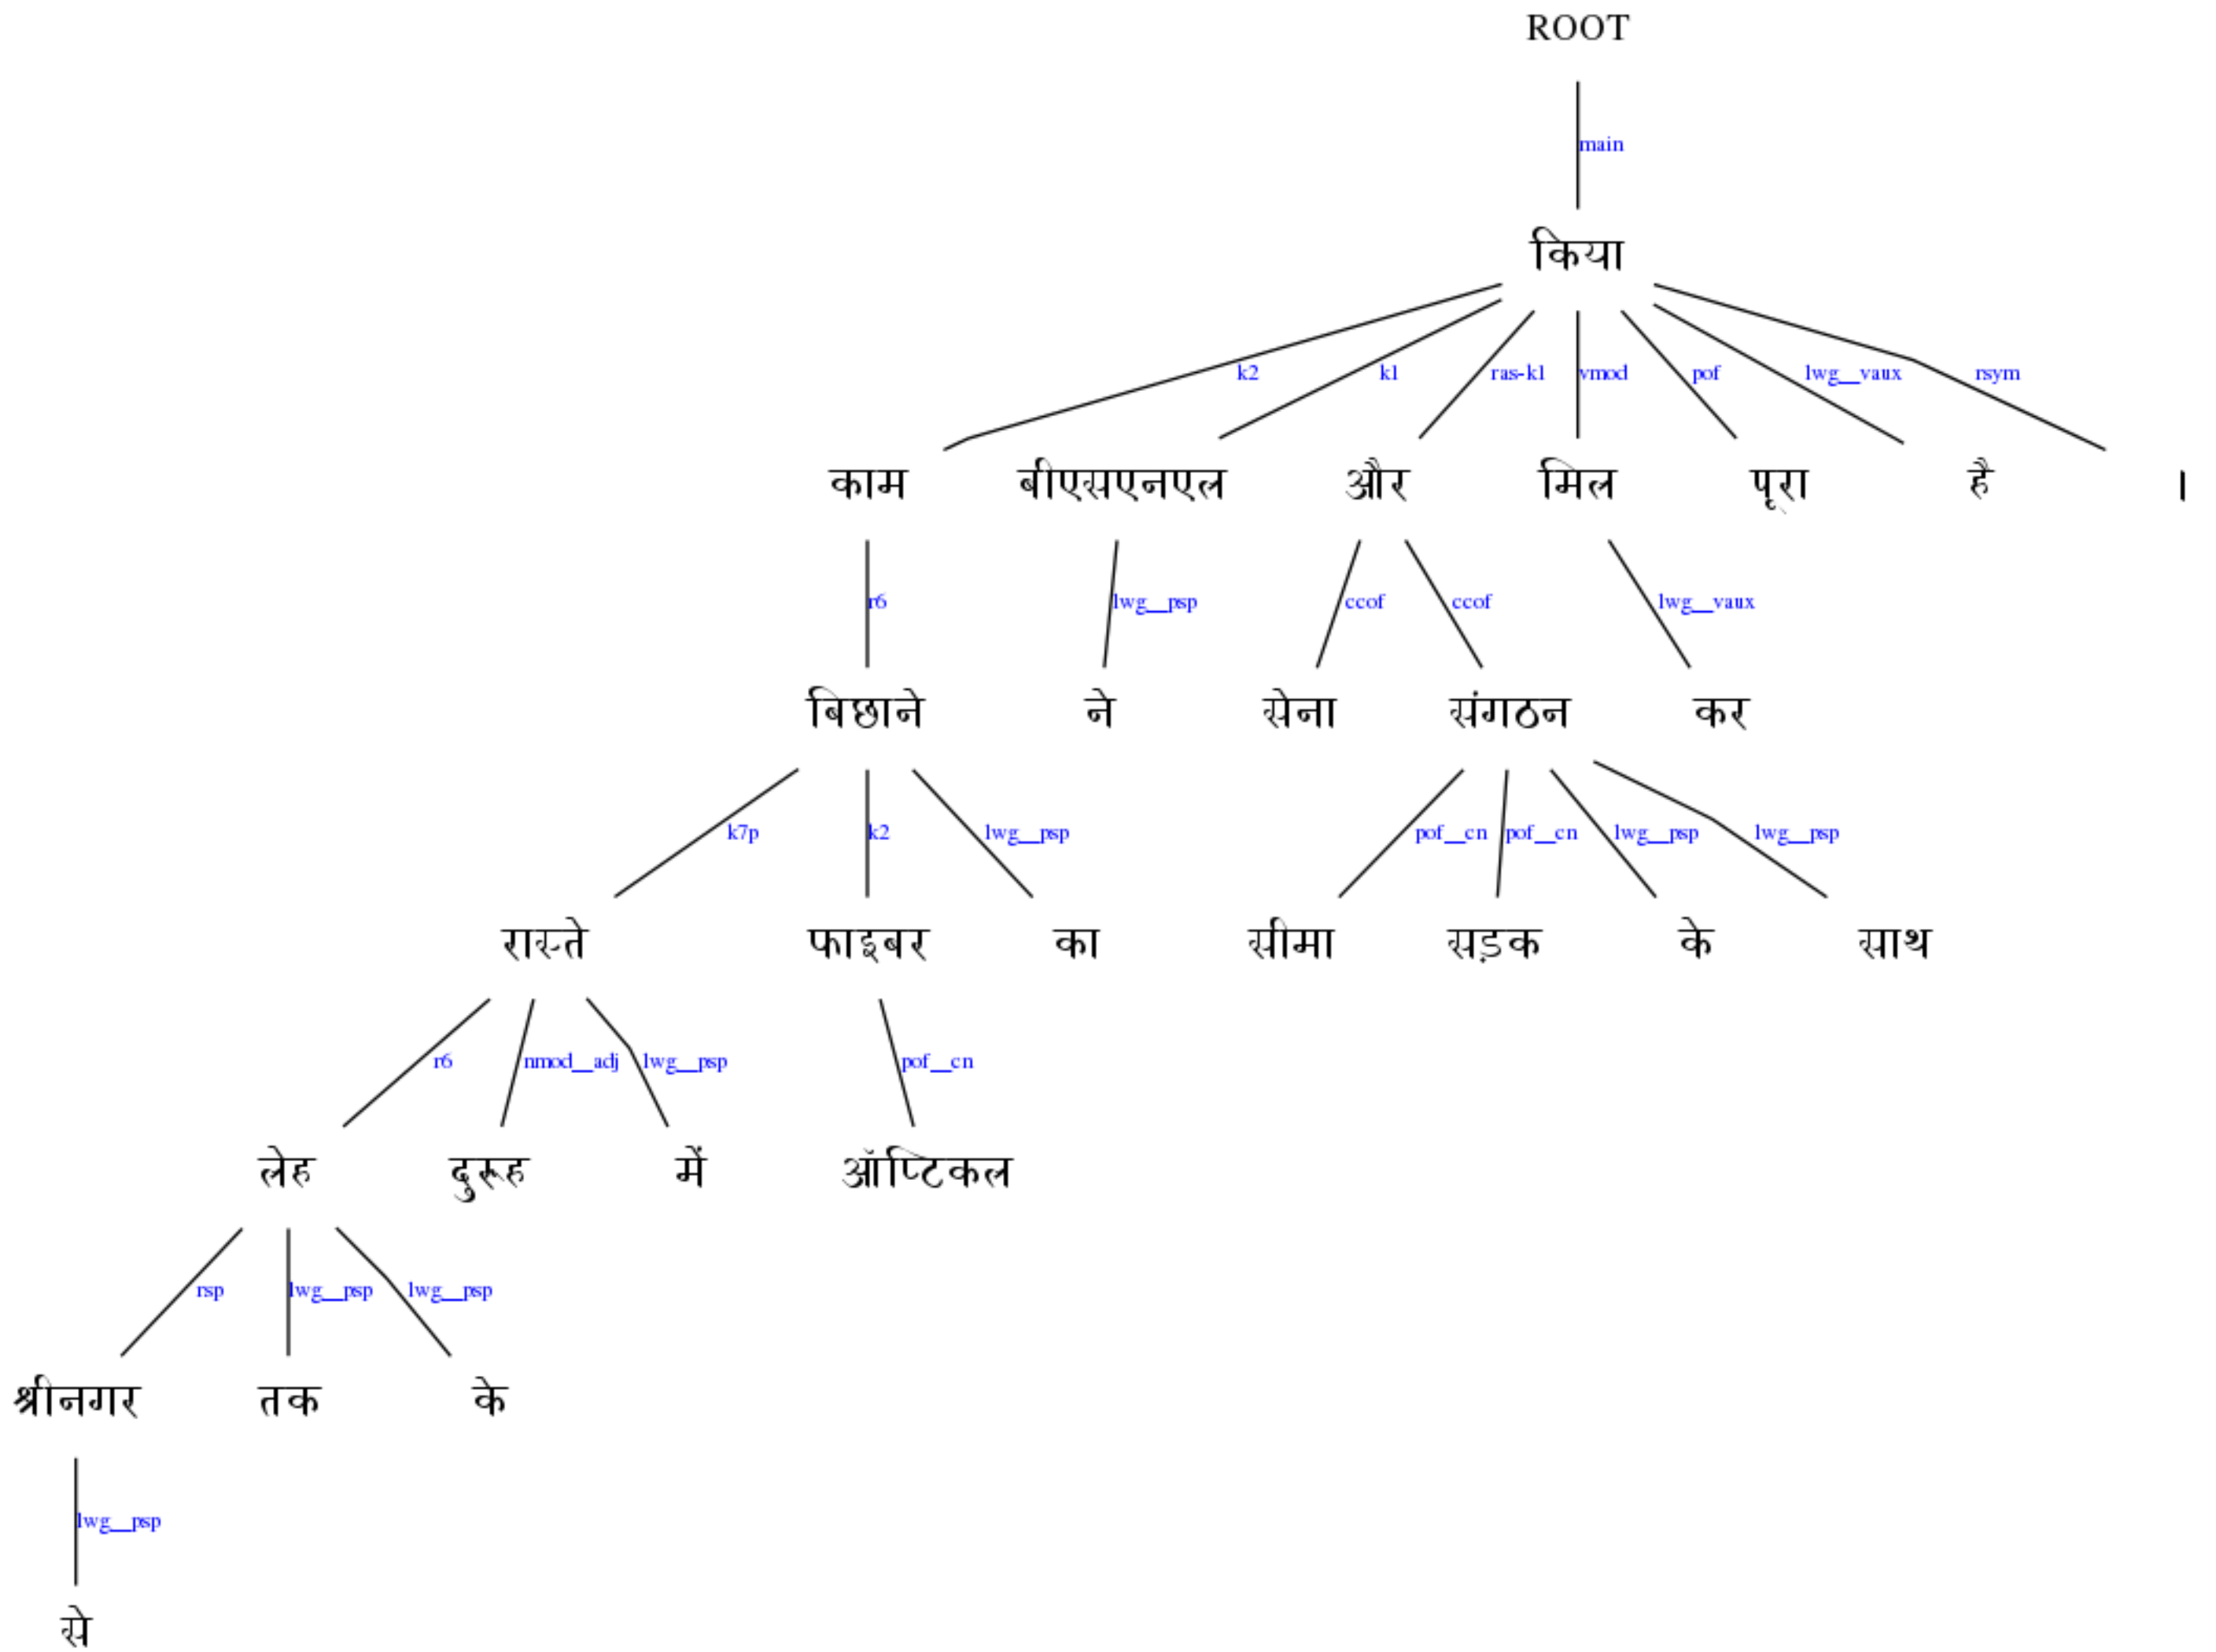 ROOT
main
किया
k2 k1 ras-k1 vmod pof lwg__vaux rsym
काम बीएसएनएल और मिल पूरा है ।
r6 lwg__psp ccof ccof lwg__vaux
बिछाने ने सेना संगठन कर
k7p k2 lwg__psp pof__cn pof__cn lwg__psp lwg__psp
रास्ते फाइबर का सीमा सड़क के साथ
r6 nmod__adj lwg__psp pof__cn
लेह दुरूह में ऑप्टिकल
rsp lwg__psp lwg__psp
श्रीनगर तक के
lwg__psp
से